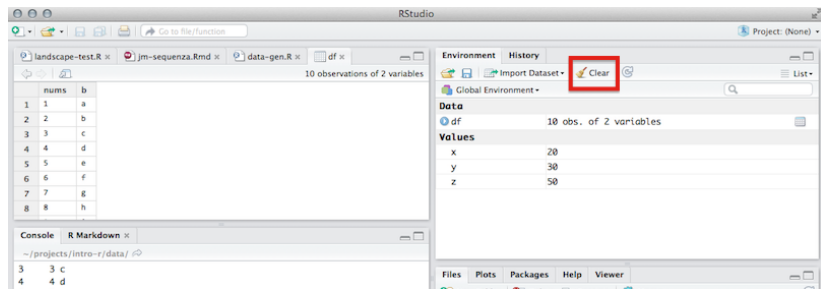 RStudio
Go to file/function
Project: (None)
landscape-test.R × jm-sequenza.Rmd × data-gen.R × df ×
10 observations of 2 variables
nums b
1 1 a
2 2 b
3 3 c
4 4 d
5 5 e
6 6 f
7 7 g
8 8 h
Console R Markdown ×
~/projects/intro-r/data/
3 3 c
4 4 d
Environment History
Import Dataset Clear List
Global Environment
Data
df 10 obs. of 2 variables
Values
x 20
y 30
z 50
Files Plots Packages Help Viewer